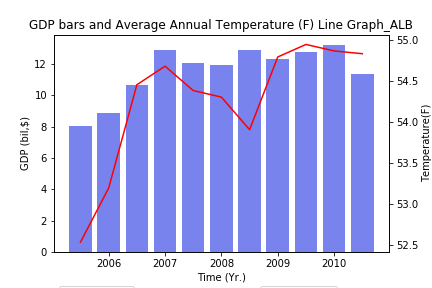 GDP bars and Average Annual Temperature (F) Line Graph_ALB
GDP (bil,$)
12
10
8
6
4
2
0
55.0
54.5
54.0
53.5
53.0
52.5
Temperature(F)
2006 2007 2008 2009 2010
Time (Yr.)